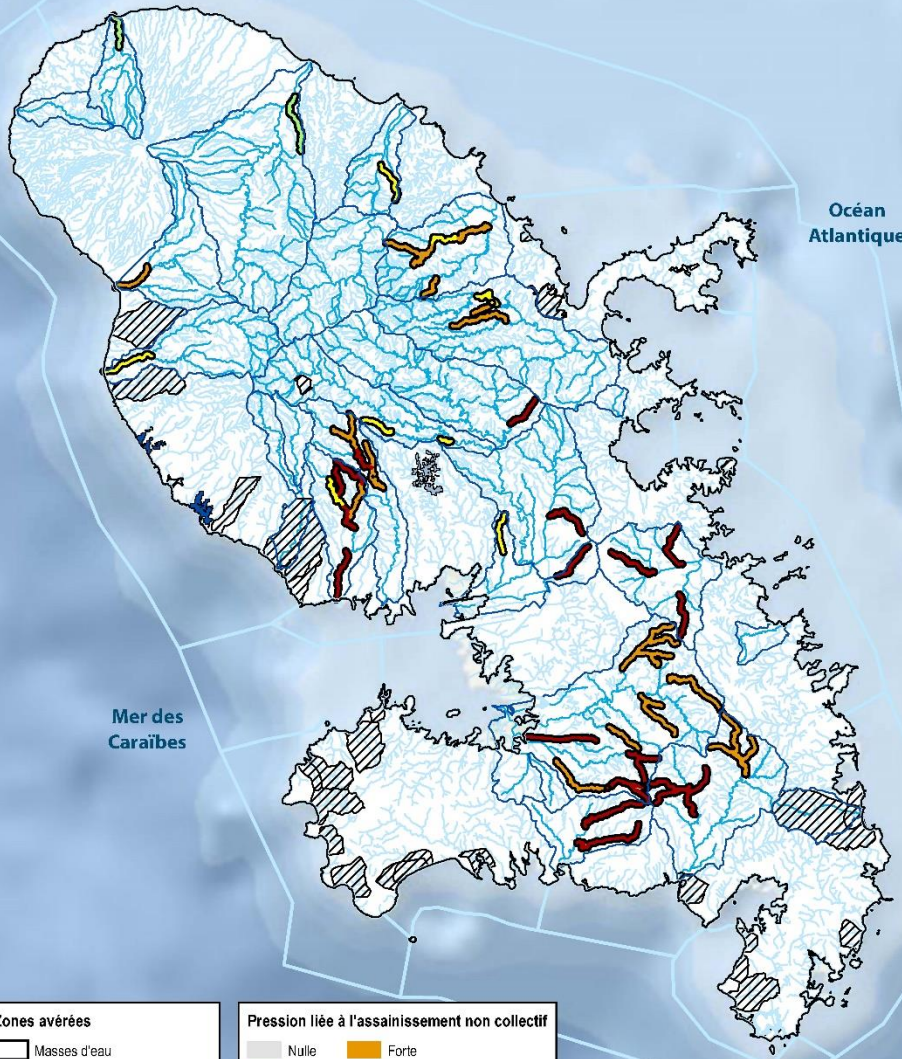 Océan
Atlantique
Mer des
Caraïbes
Zones avérées
Masses d'eau
Pression liée à l'assainissement non collectif
Nulle
Forte